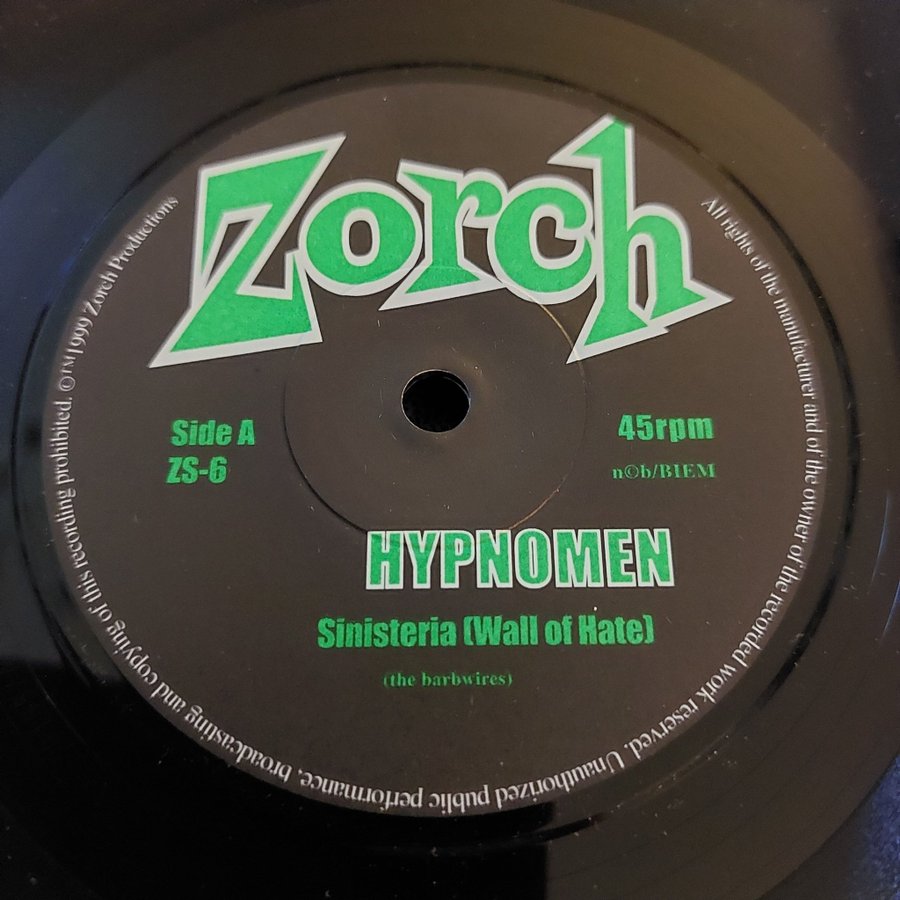 Zorch
Side A
ZS-6
45rpm
n©b/BIEM
HYPNOMEN
Sinisteria (Wall of Hate)
(the barbwires)
All rights of the manufacturer and of the owner of the recorded work reserved. Unauthorized public performance, broadcasting and copying of this recording prohibited. ©™1999 Zorch Productions